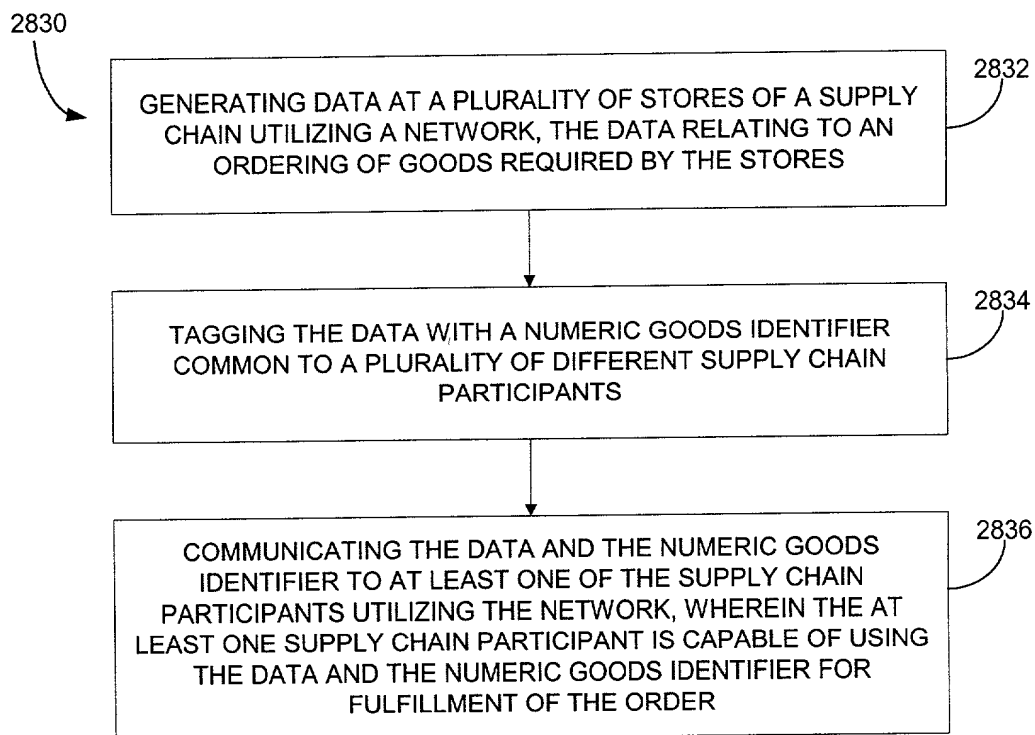 2830
2832
GENERATING DATA AT A PLURALITY OF STORES OF A SUPPLY
CHAIN UTILIZING A NETWORK, THE DATA RELATING TO AN
ORDERING OF GOODS REQUIRED BY THE STORES
2834
TAGGING THE DATA WITH A NUMERIC GOODS IDENTIFIER
COMMON TO A PLURALITY OF DIFFERENT SUPPLY CHAIN
PARTICIPANTS
2836
COMMUNICATING THE DATA AND THE NUMERIC GOODS
IDENTIFIER TO AT LEAST ONE OF THE SUPPLY CHAIN
PARTICIPANTS UTILIZING THE NETWORK, WHEREIN THE AT
LEAST ONE SUPPLY CHAIN PARTICIPANT IS CAPABLE OF USING
THE DATA AND THE NUMERIC GOODS IDENTIFIER FOR
FULFILLMENT OF THE ORDER